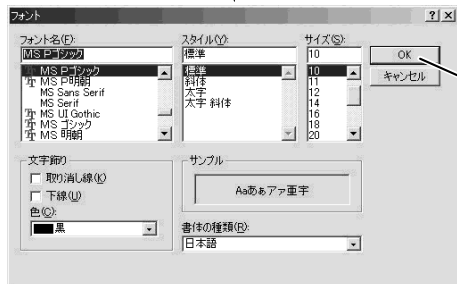 フォント
フォント名(F):
MS Pゴシック
MS Pゴシック
MS P明朝
MS Sans Serif
MS Serif
MS UI Gothic
MS ゴシック
MS 明朝
スタイル(Y):
標準
標準
斜体
太字
太字 斜体
サイズ(S):
10
10
11
12
14
16
18
20
OK
キャンセル
文字飾り
取り消し線(K)
下線(U)
色(C):
黒
サンプル
Aaあぁアァ亜宇
書体の種類(R):
日本語